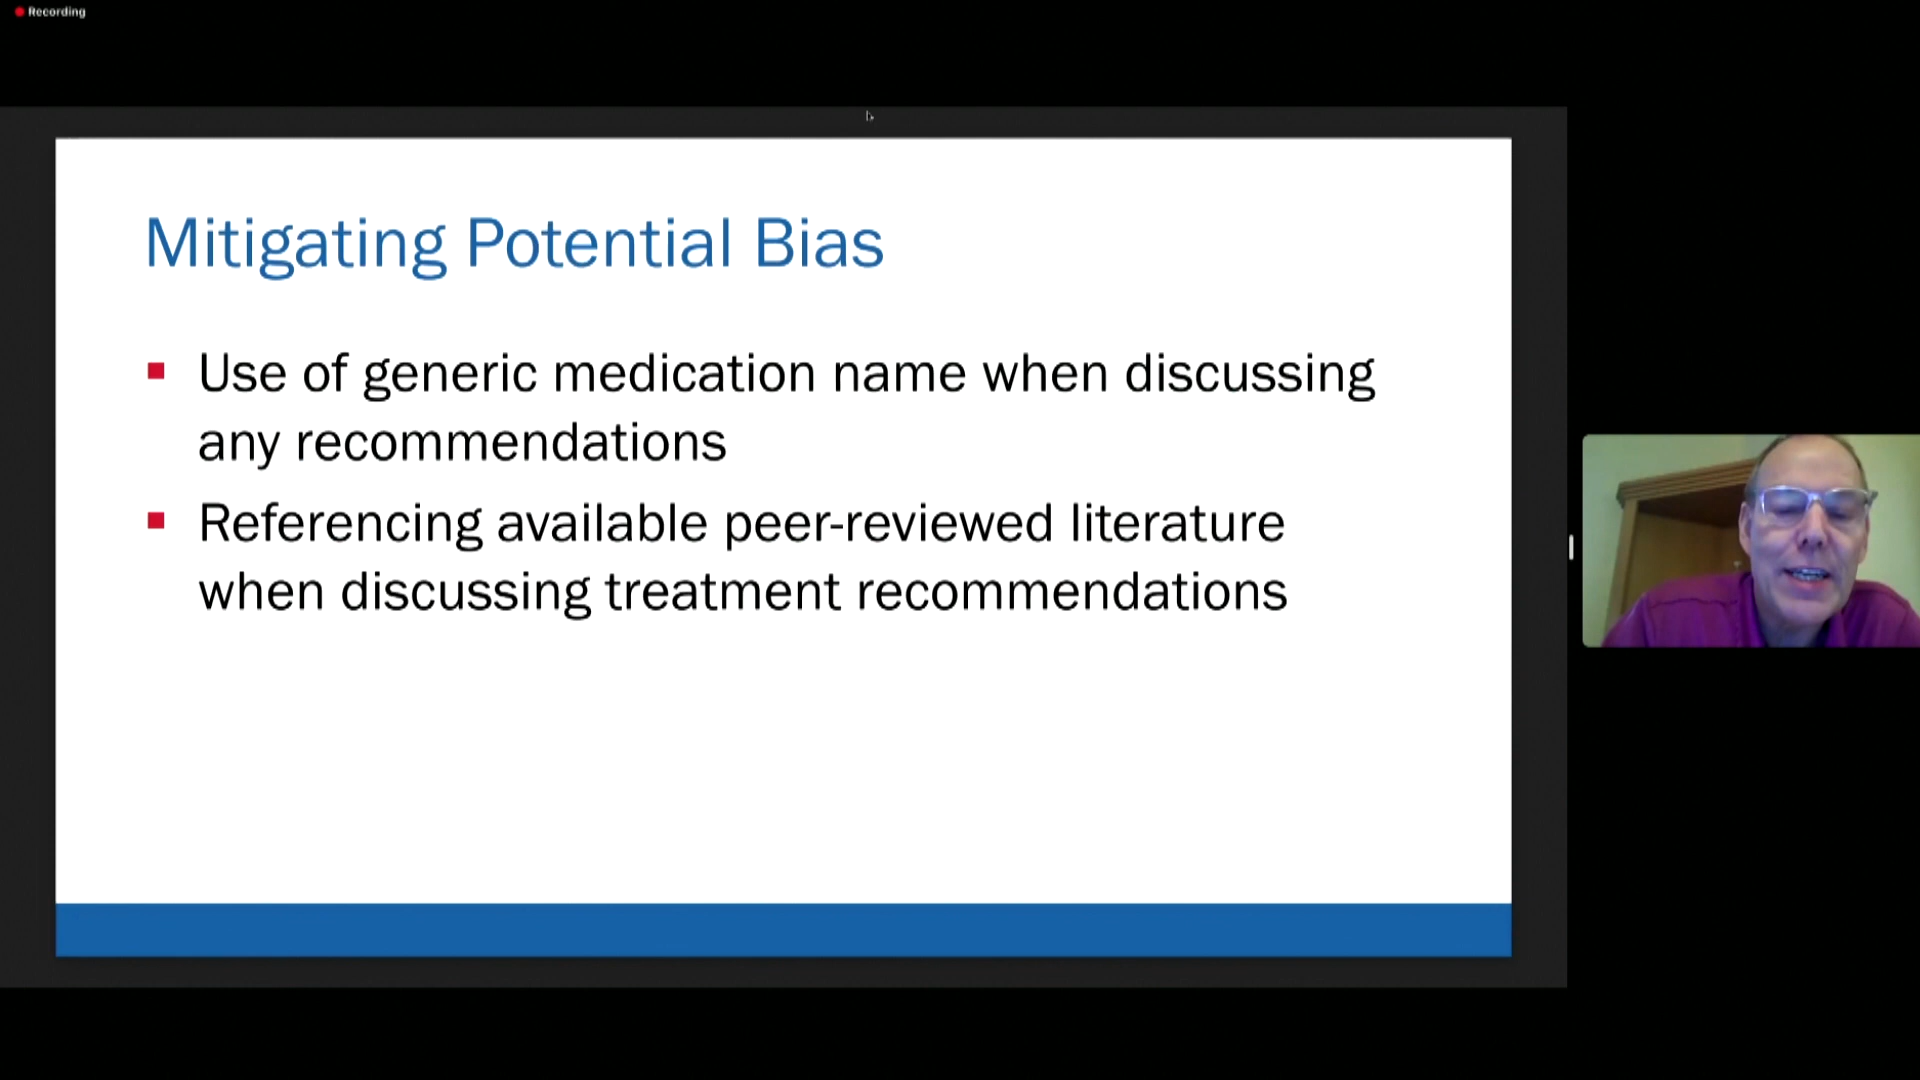 Recording
Mitigating Potential Bias
Use of generic medication name when discussing
any recommendations
Referencing available peer-reviewed literature
when discussing treatment recommendations